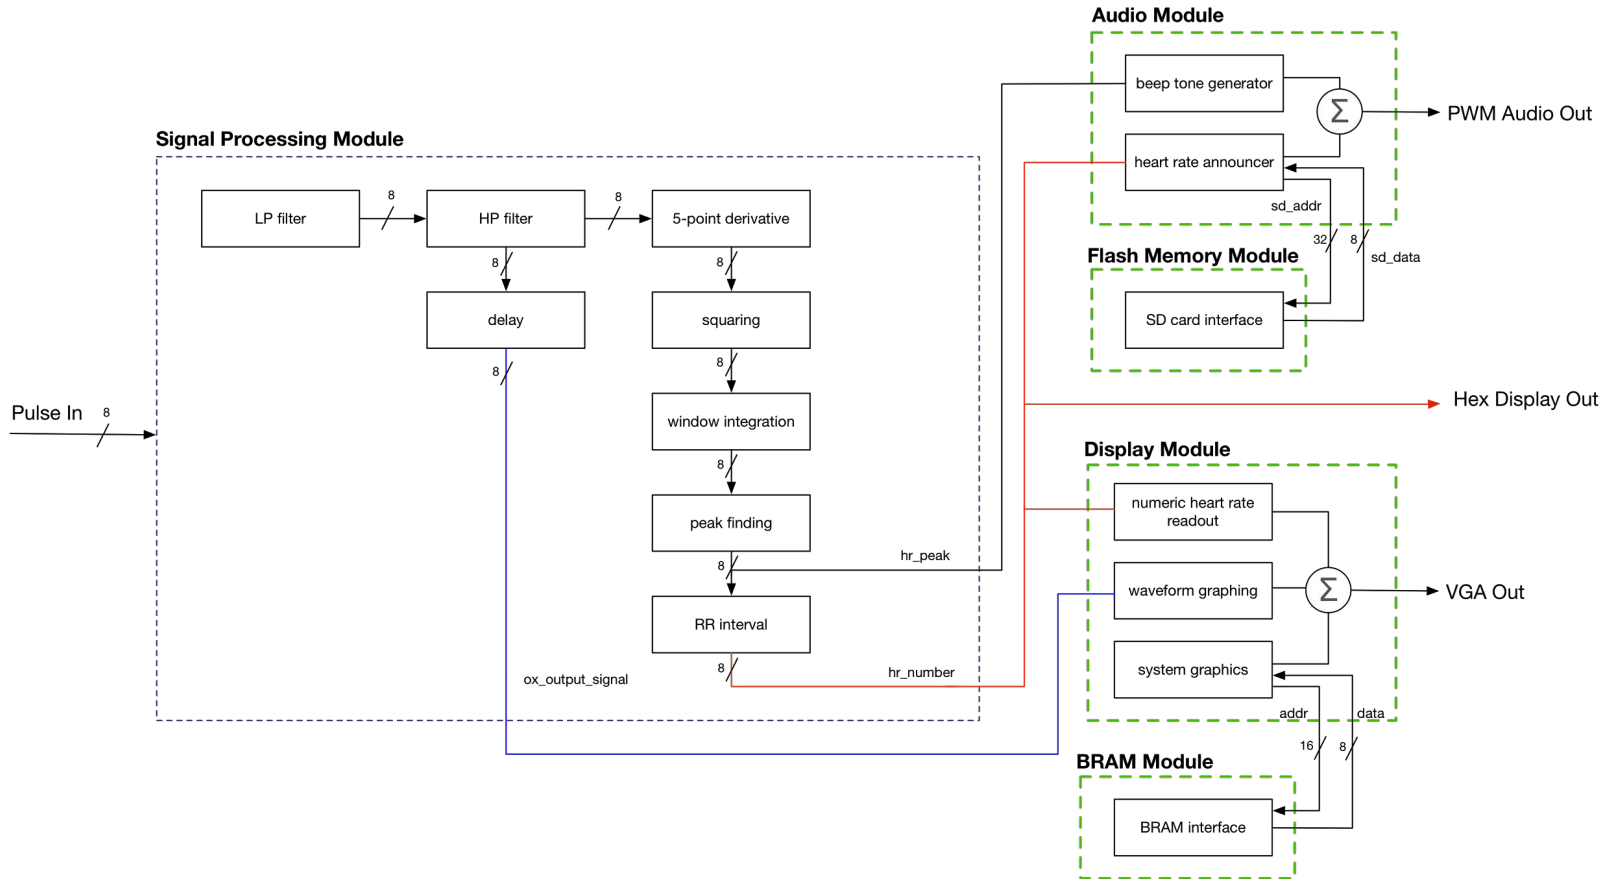 Audio Module
beep tone generator
Σ
PWM Audio Out
heart rate announcer
sd_addr
32
8
sd_data
Flash Memory Module
SD card interface
Signal Processing Module
LP filter
8
HP filter
8
5-point derivative
8
8
delay
squaring
8
8
Pulse In
8
window integration
8
peak finding
8
hr_peak
RR interval
8
hr_number
ox_output_signal
Hex Display Out
Display Module
numeric heart rate
readout
waveform graphing
Σ
VGA Out
system graphics
addr
data
16
8
BRAM Module
BRAM interface